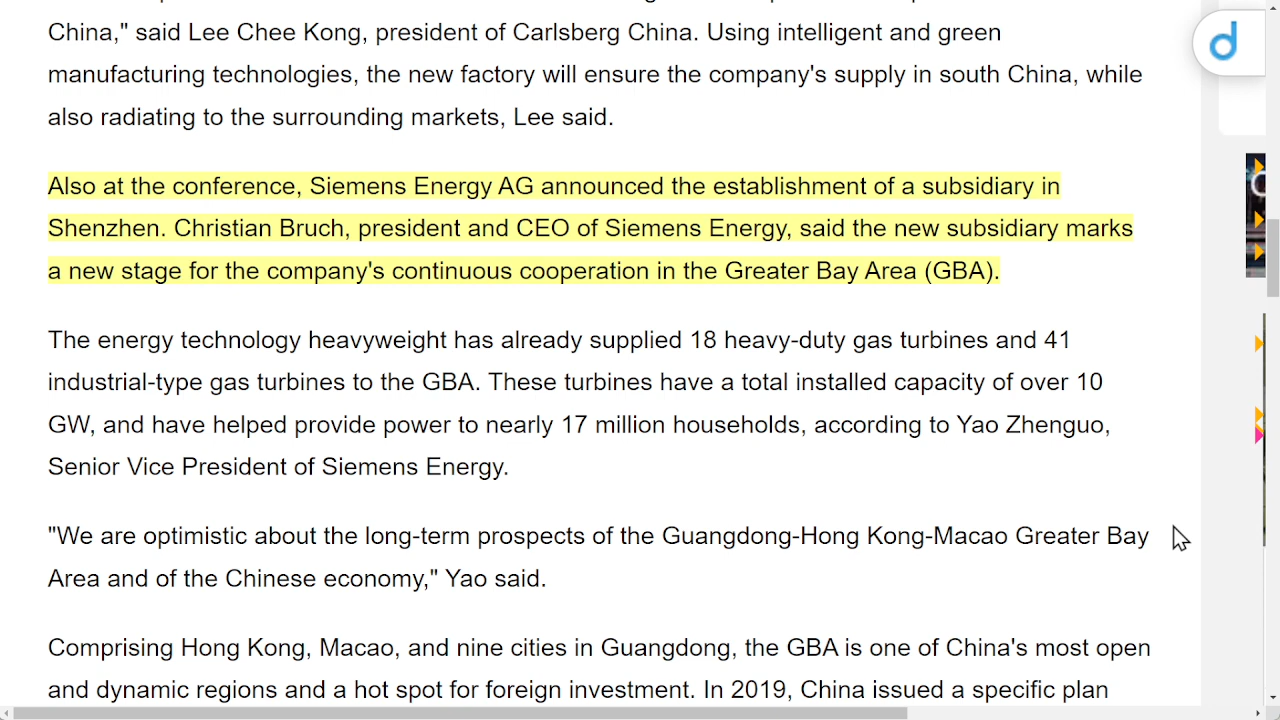 China," said Lee Chee Kong, president of Carlsberg China. Using intelligent and green
manufacturing technologies, the new factory will ensure the company's supply in south China, while
also radiating to the surrounding markets, Lee said.
Also at the conference, Siemens Energy AG announced the establishment of a subsidiary in
Shenzhen. Christian Bruch, president and CEO of Siemens Energy, said the new subsidiary marks
a new stage for the company's continuous cooperation in the Greater Bay Area (GBA).
The energy technology heavyweight has already supplied 18 heavy-duty gas turbines and 41
industrial-type gas turbines to the GBA. These turbines have a total installed capacity of over 10
GW, and have helped provide power to nearly 17 million households, according to Yao Zhenguo,
Senior Vice President of Siemens Energy.
"We are optimistic about the long-term prospects of the Guangdong-Hong Kong-Macao Greater Bay
Area and of the Chinese economy," Yao said.
Comprising Hong Kong, Macao, and nine cities in Guangdong, the GBA is one of China's most open
and dynamic regions and a hot spot for foreign investment. In 2019, China issued a specific plan